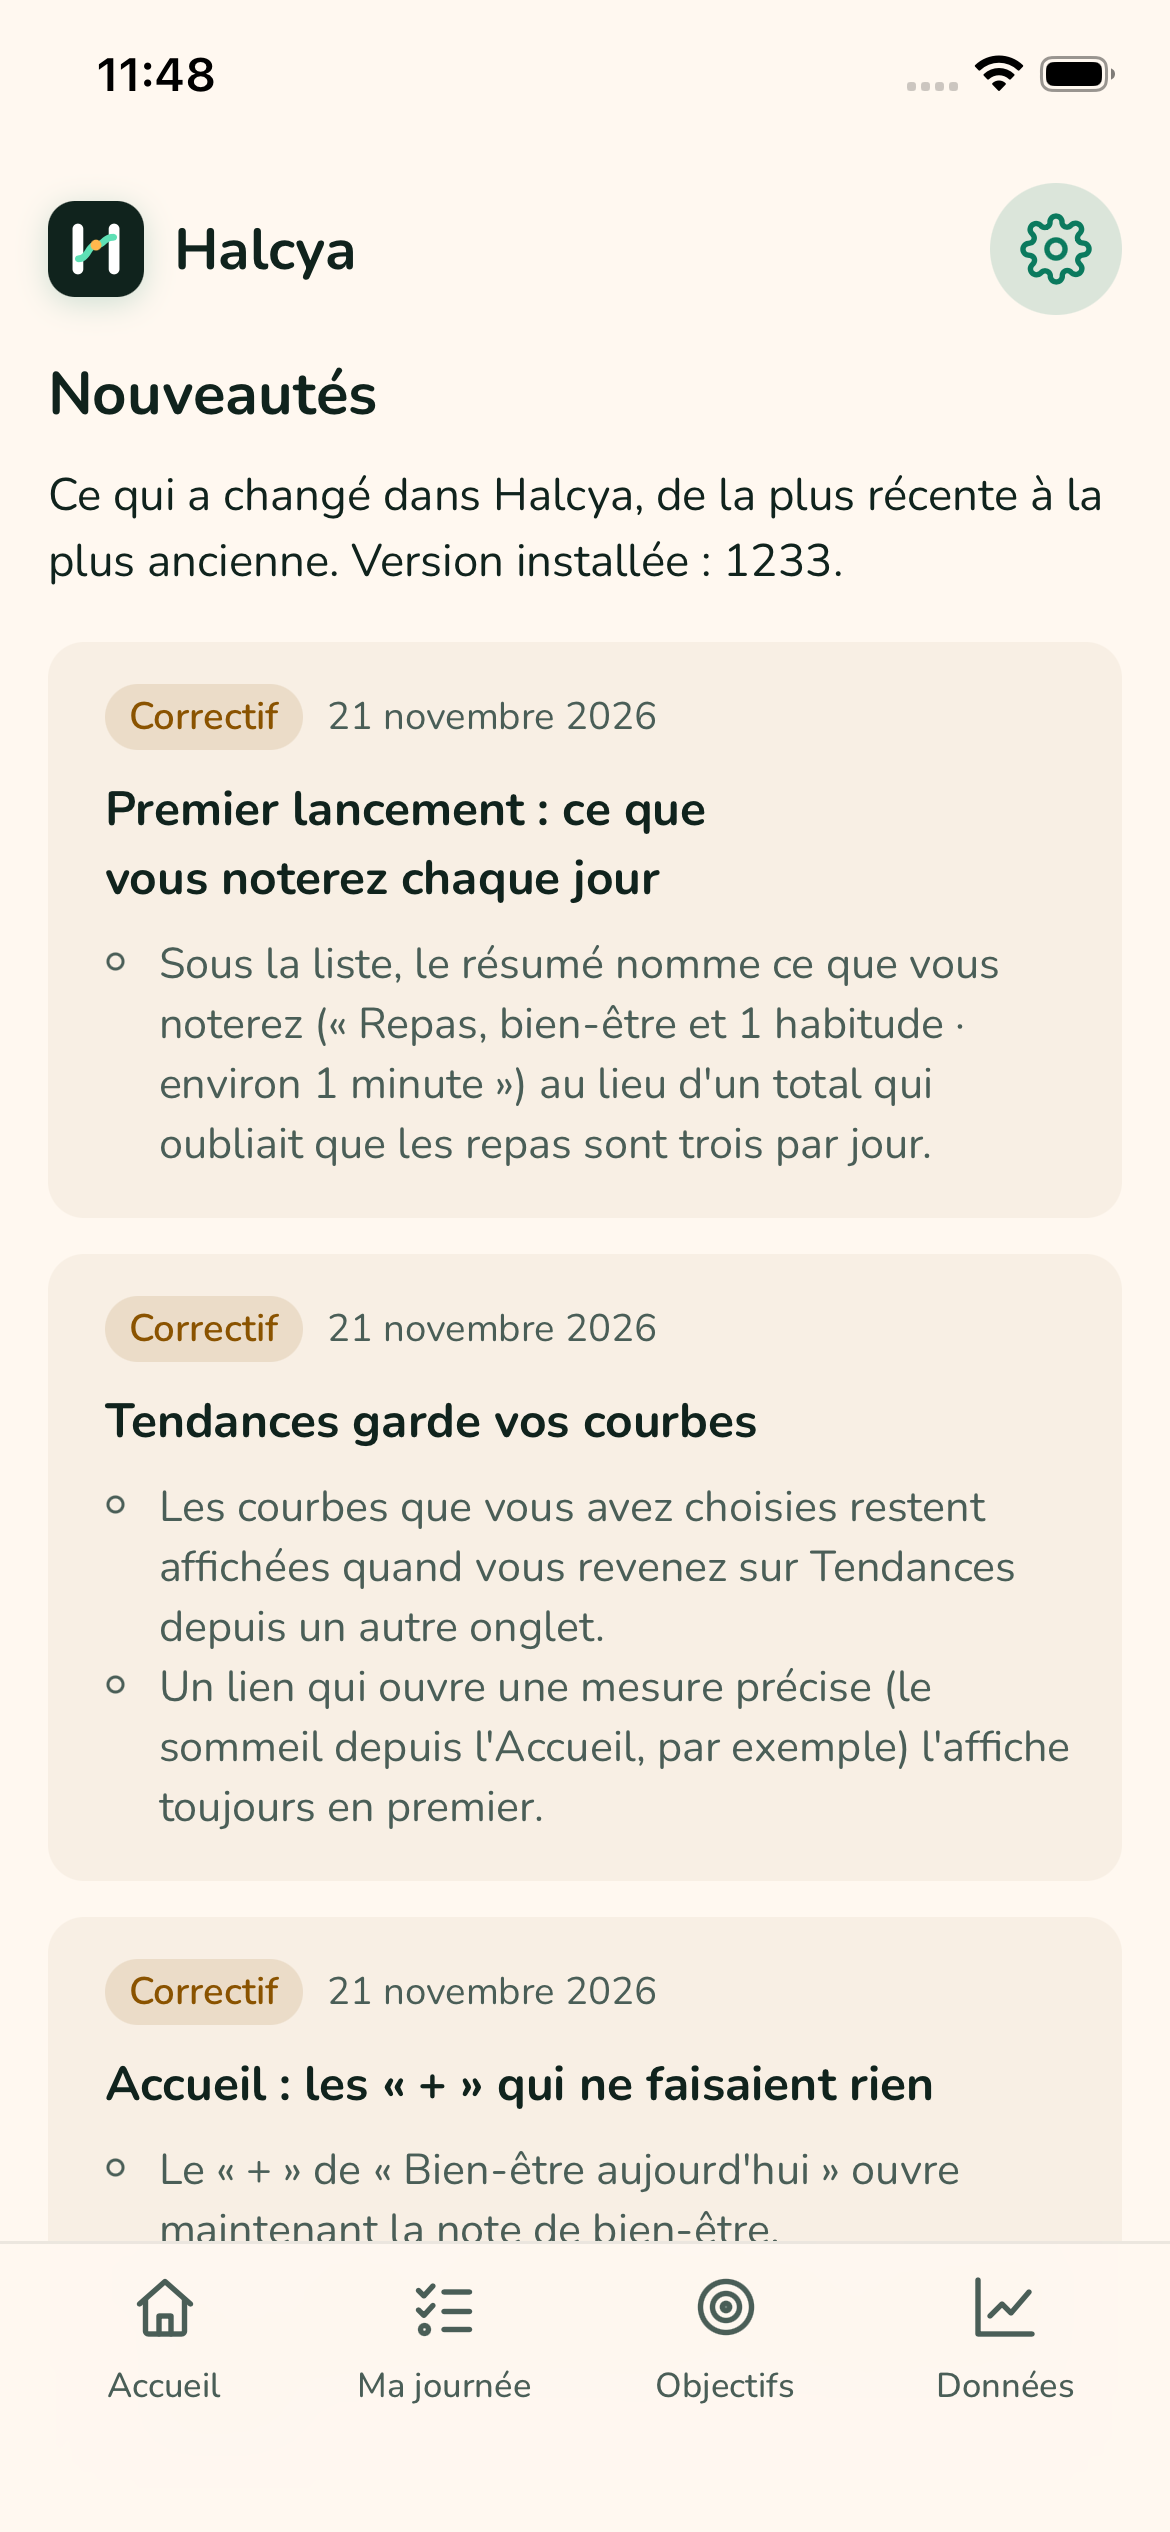 11:48
Halcya
Nouveautés
Ce qui a changé dans Halcya, de la plus récente à la
plus ancienne. Version installée : 1233.
Correctif 21 novembre 2026
Premier lancement : ce que
vous noterez chaque jour
Sous la liste, le résumé nomme ce que vous
noterez (« Repas, bien-être et 1 habitude ·
environ 1 minute ») au lieu d'un total qui
oubliait que les repas sont trois par jour.
Correctif 21 novembre 2026
Tendances garde vos courbes
Les courbes que vous avez choisies restent
affichées quand vous revenez sur Tendances
depuis un autre onglet.
Un lien qui ouvre une mesure précise (le
sommeil depuis l'Accueil, par exemple) l'affiche
toujours en premier.
Correctif 21 novembre 2026
Accueil : les « + » qui ne faisaient rien
Le « + » de « Bien-être aujourd'hui » ouvre
maintenant la note de bien-être.
Accueil Ma journée Objectifs Données